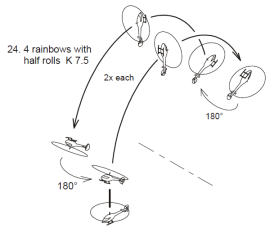 24. 4 rainbows with
half rolls K 7.5
2x each
180°
180°